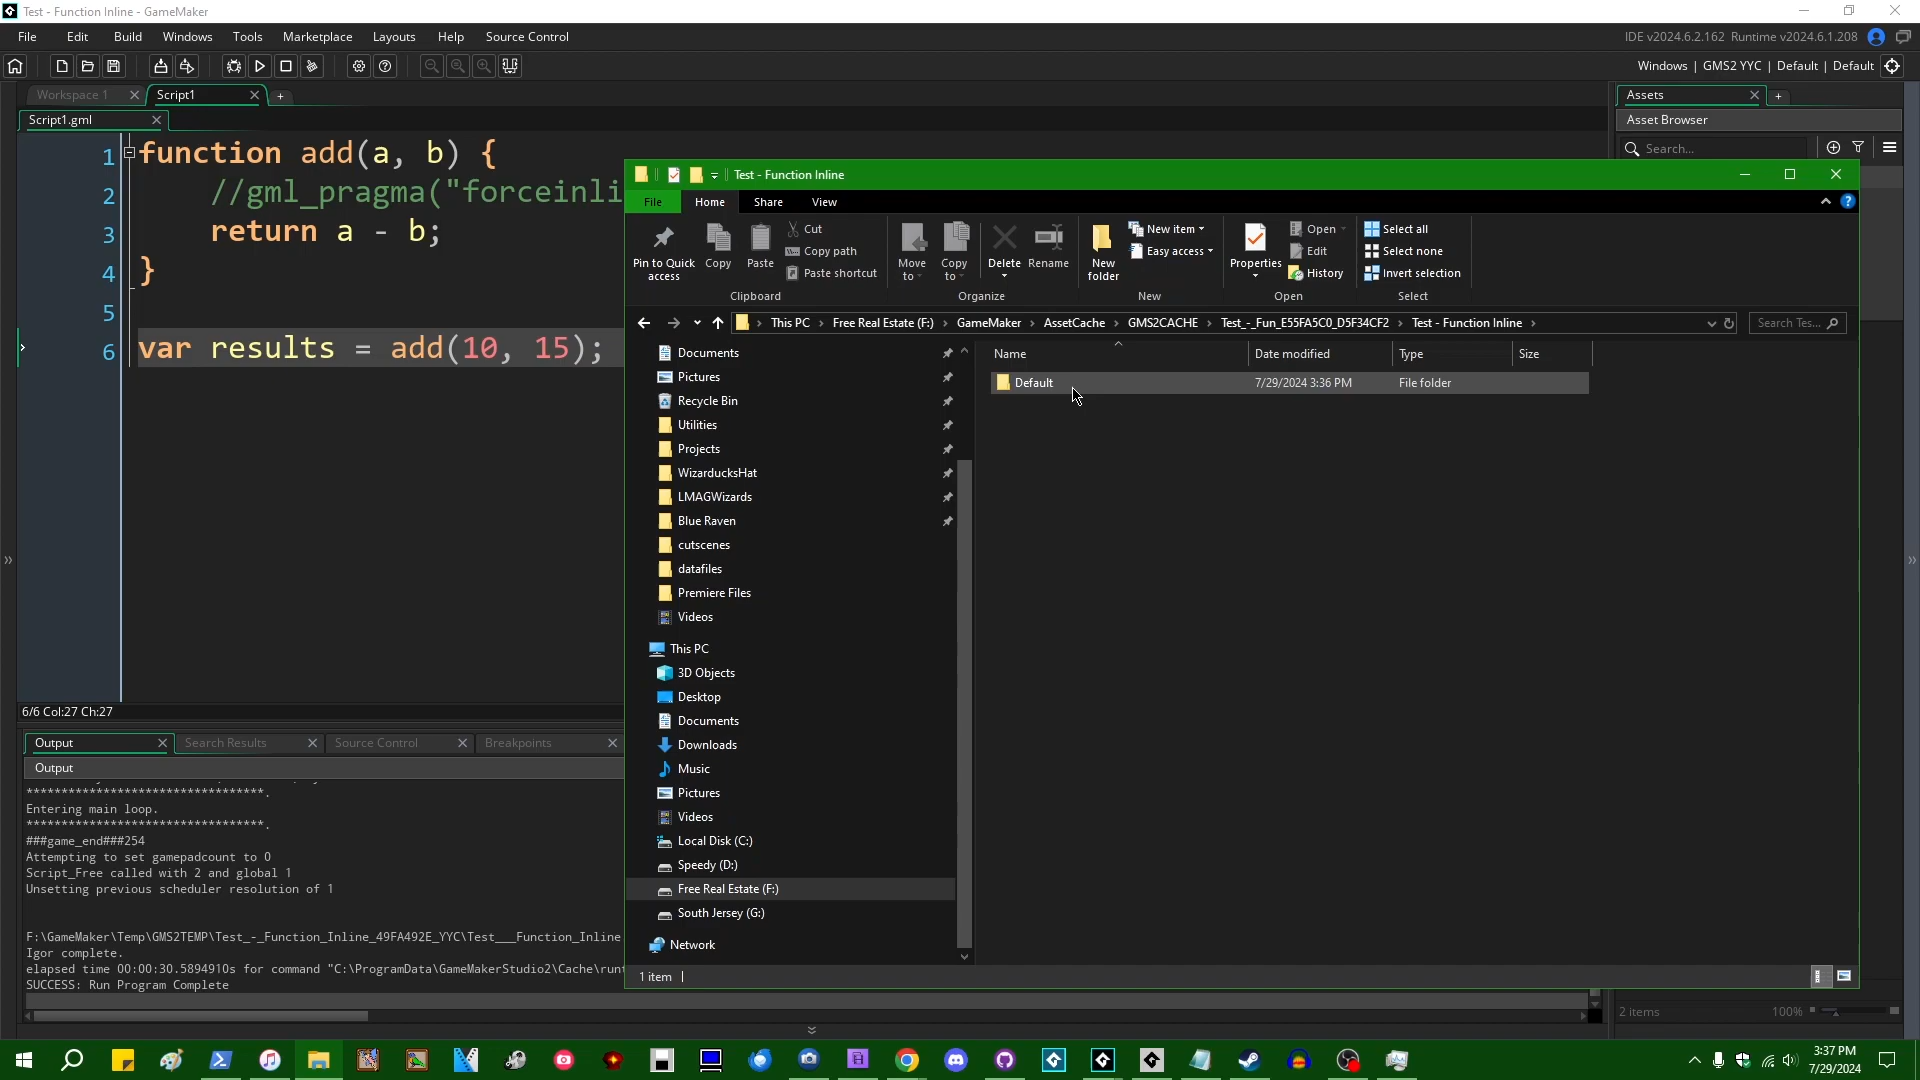 Test - Function Inline - GameMaker
File Edit Build Windows Tools Marketplace Layouts Help Source Control
IDE v2024.6.2.162 Runtime v2024.6.1.208
Windows | GMS2 YYC | Default | Default
Workspace 1
Script1
+
Script1.gml
1 function add(a, b) {
2 //gml_pragma("forceinli
3 return a - b;
4 }
5
6 var results = add(10, 15);
6/6 Col:27 Ch:27
Output
Search Results
Source Control
Breakpoints
Output
**********************************.
Entering main loop.
**********************************.
###game_end###254
Attempting to set gamepadcount to 0
Script_Free called with 2 and global 1
Unsetting previous scheduler resolution of 1
F:\GameMaker\Temp\GMS2TEMP\Test_-_Function_Inline_49FA492E_YYC\Test___Function_Inline
Igor complete.
elapsed time 00:00:30.5894910s for command "C:\ProgramData\GameMakerStudio2\Cache\runt
SUCCESS: Run Program Complete
Assets
+
Asset Browser
Search...
2 items
100%
Test - Function Inline
File Home Share View
Pin to Quick access
Copy
Paste
Cut
Copy path
Paste shortcut
Clipboard
Move to
Copy to
Delete
Rename
Organize
New folder
New item
Easy access
New
Properties
Open
Edit
History
Open
Select all
Select none
Invert selection
Select
This PC > Free Real Estate (F:) > GameMaker > AssetCache > GMS2CACHE > Test_-_Fun_E55FA5C0_D5F34CF2 > Test - Function Inline >
Search Tes...
Name Date modified Type Size
Default 7/29/2024 3:36 PM File folder
Documents
Pictures
Recycle Bin
Utilities
Projects
WizarducksHat
LMAGWizards
Blue Raven
cutscenes
datafiles
Premiere Files
Videos
This PC
3D Objects
Desktop
Documents
Downloads
Music
Pictures
Videos
Local Disk (C:)
Speedy (D:)
Free Real Estate (F:)
South Jersey (G:)
Network
1 item
3:37 PM
7/29/2024